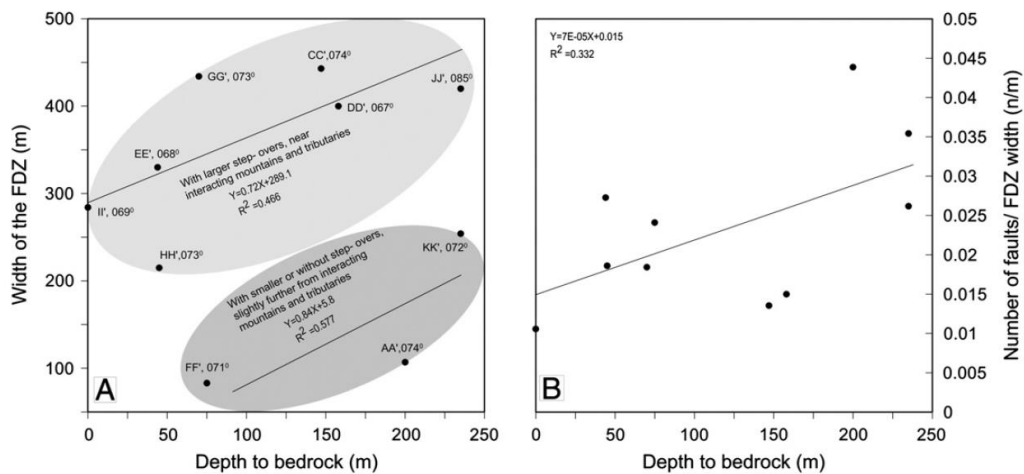 500
400
300
200
100
Width of the FDZ (m)
CC',074⁰
GG', 073⁰
JJ', 085⁰
DD', 067⁰
EE', 068⁰
II', 069⁰
HH',073⁰
With larger step- overs, near
interacting mountains and tributaries
Y=0.72X+289.1
R² =0.466
KK', 072⁰
With smaller or without step- overs,
slightly further from interacting
mountains and tributaries
Y=0.84X+5.8
R² =0.577
AA',074⁰
FF', 071⁰
A
0
50
100
150
200
250
Depth to bedrock (m)
Y=7E-05X+0.015
R² =0.332
B
0
50
100
150
200
250
Depth to bedrock (m)
0.05
0.045
0.04
0.035
0.03
0.025
0.02
0.015
0.01
0.005
0
Number of faults/ FDZ width (n/m)